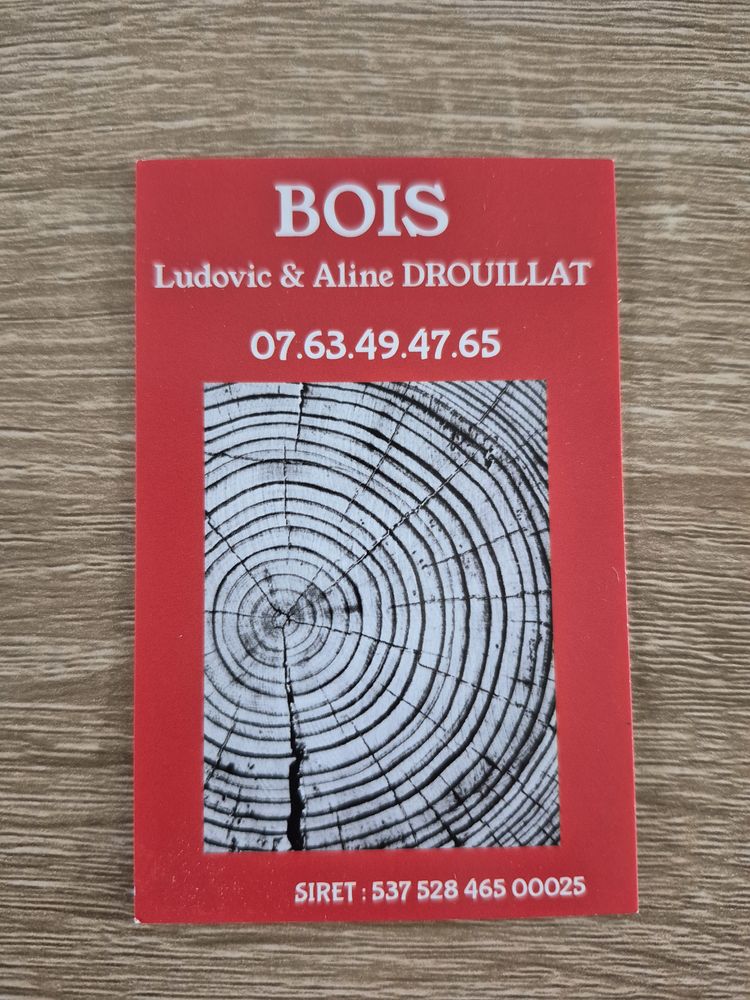 BOIS
Ludovic & Aline DROUILLAT
07.63.49.47.65
SIRET : 537 528 465 00025